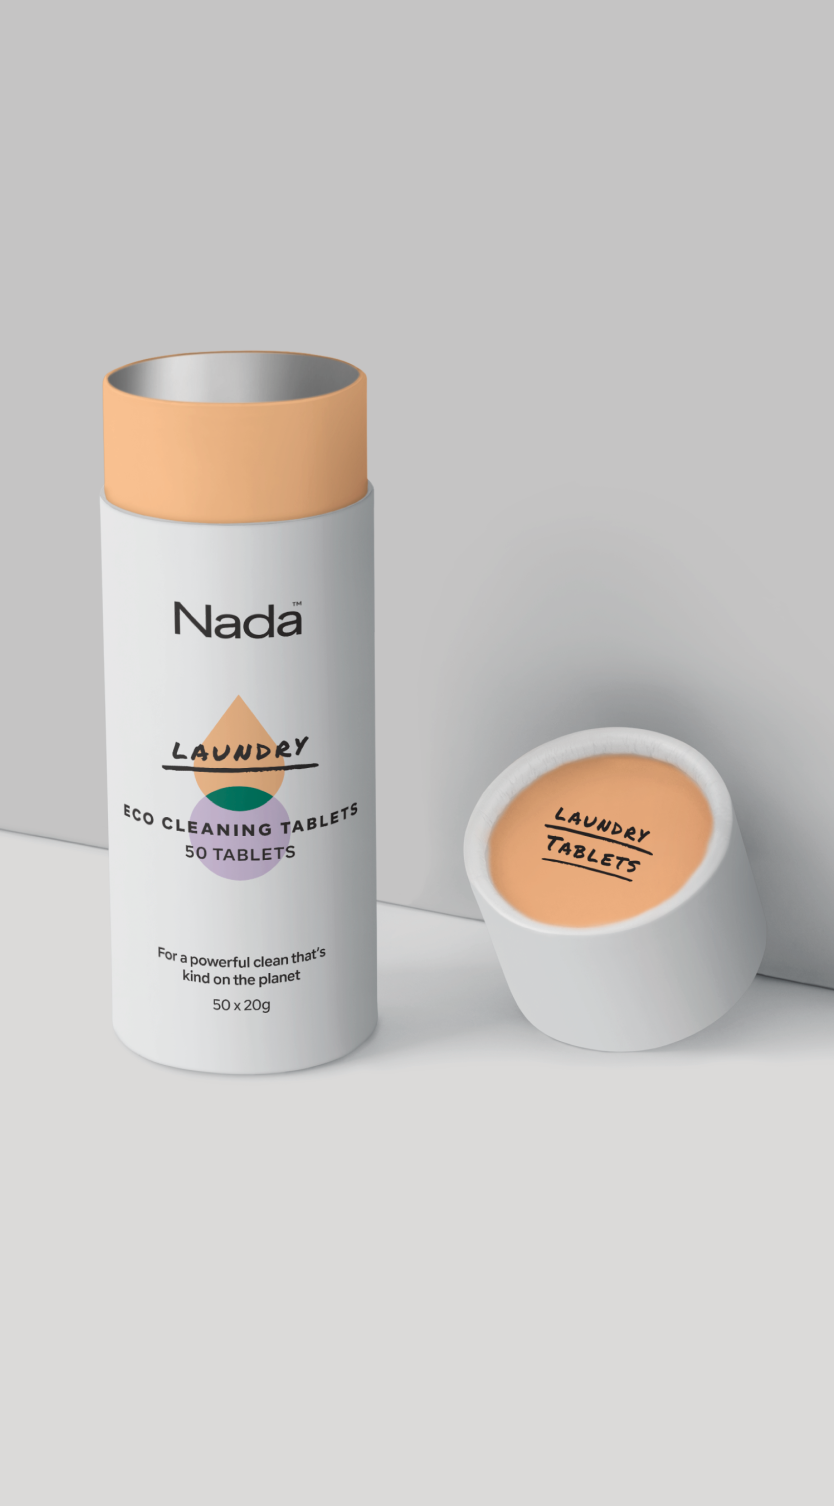 Nada™
LAUNDRY
ECO CLEANING TABLETS
50 TABLETS
For a powerful clean that's
kind on the planet
50 x 20g
LAUNDRY
TABLETS